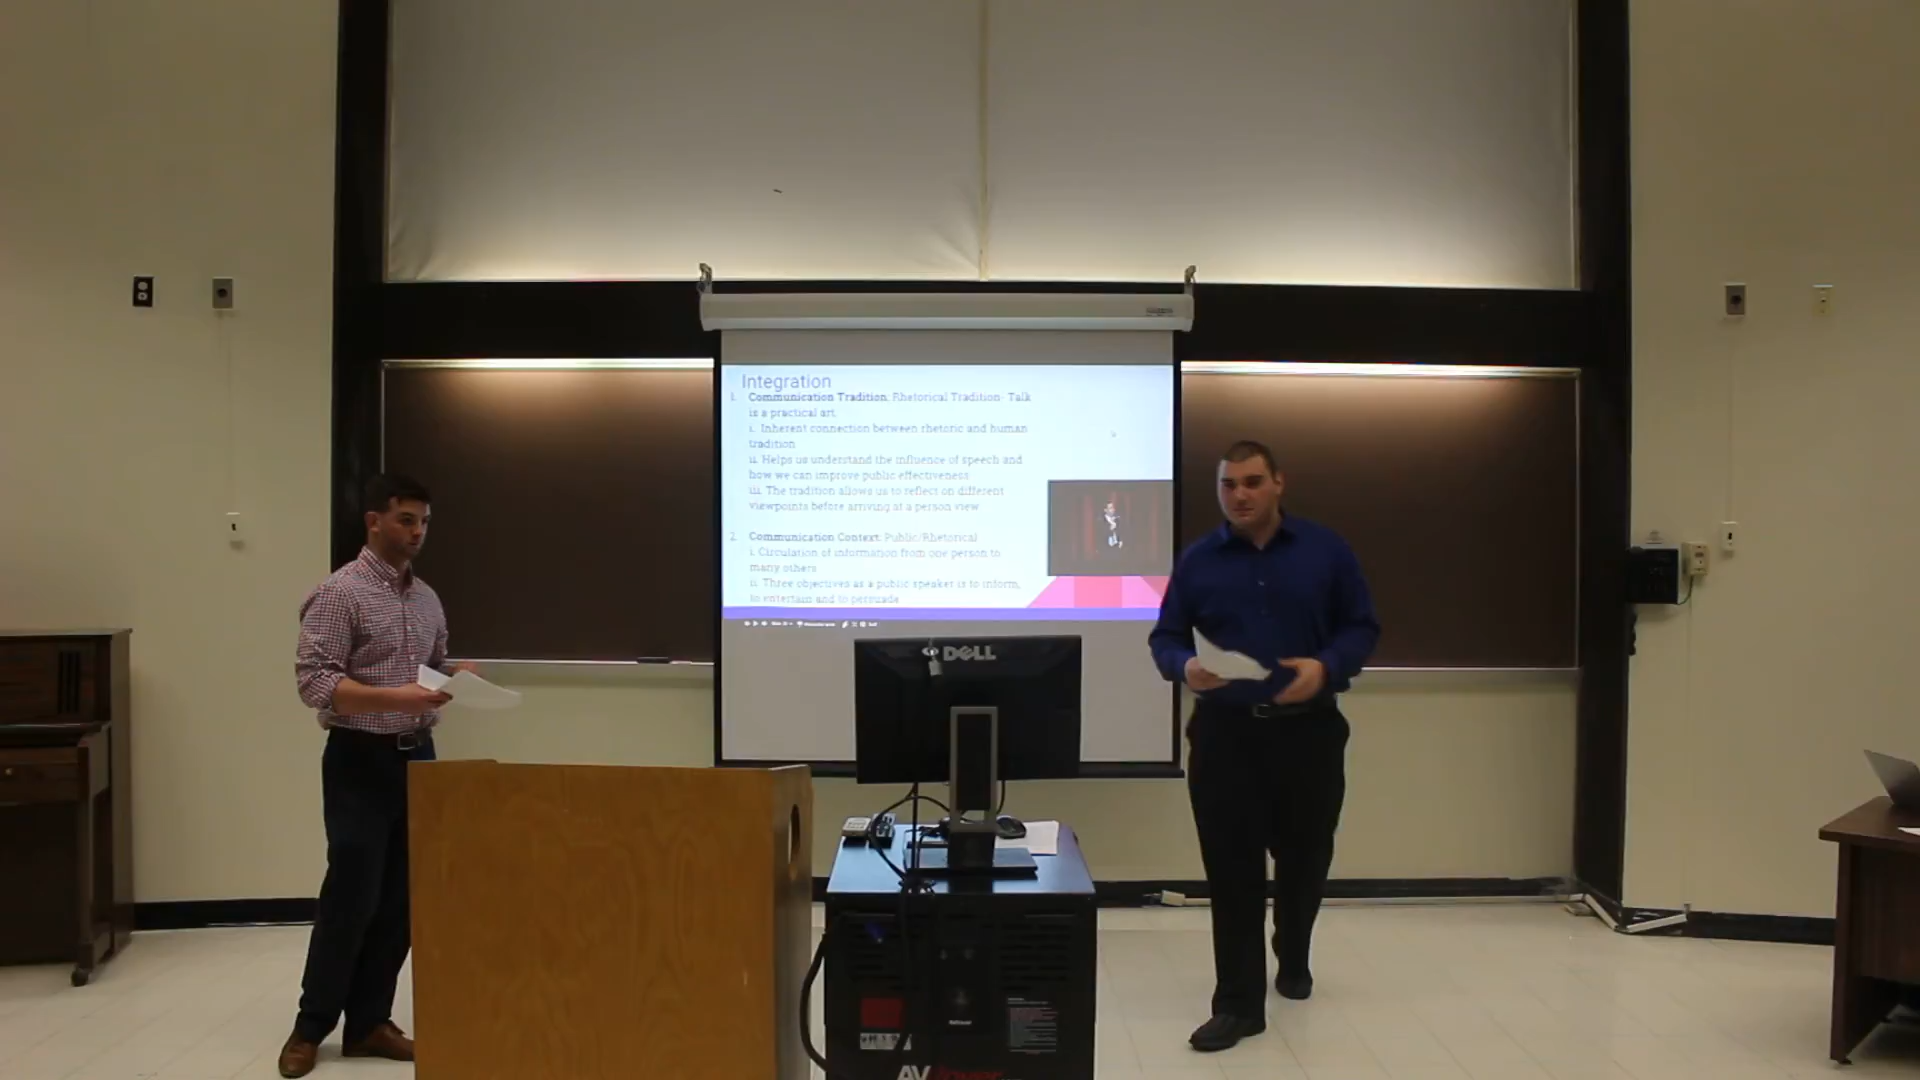 Integration
1. Communication Tradition: Rhetorical Tradition- Talk
is a practical art.
i. Inherent connection between rhetoric and human
tradition
ii. Helps us understand the influence of speech and
how we can improve public effectiveness
iii. The tradition allows us to reflect on different
viewpoints before arriving at a person view
2. Communication Context: Public/Rhetorical
i. Circulation of information from one person to
many others
ii. Three objectives as a public speaker is to inform,
to entertain and to persuade
DELL
AV